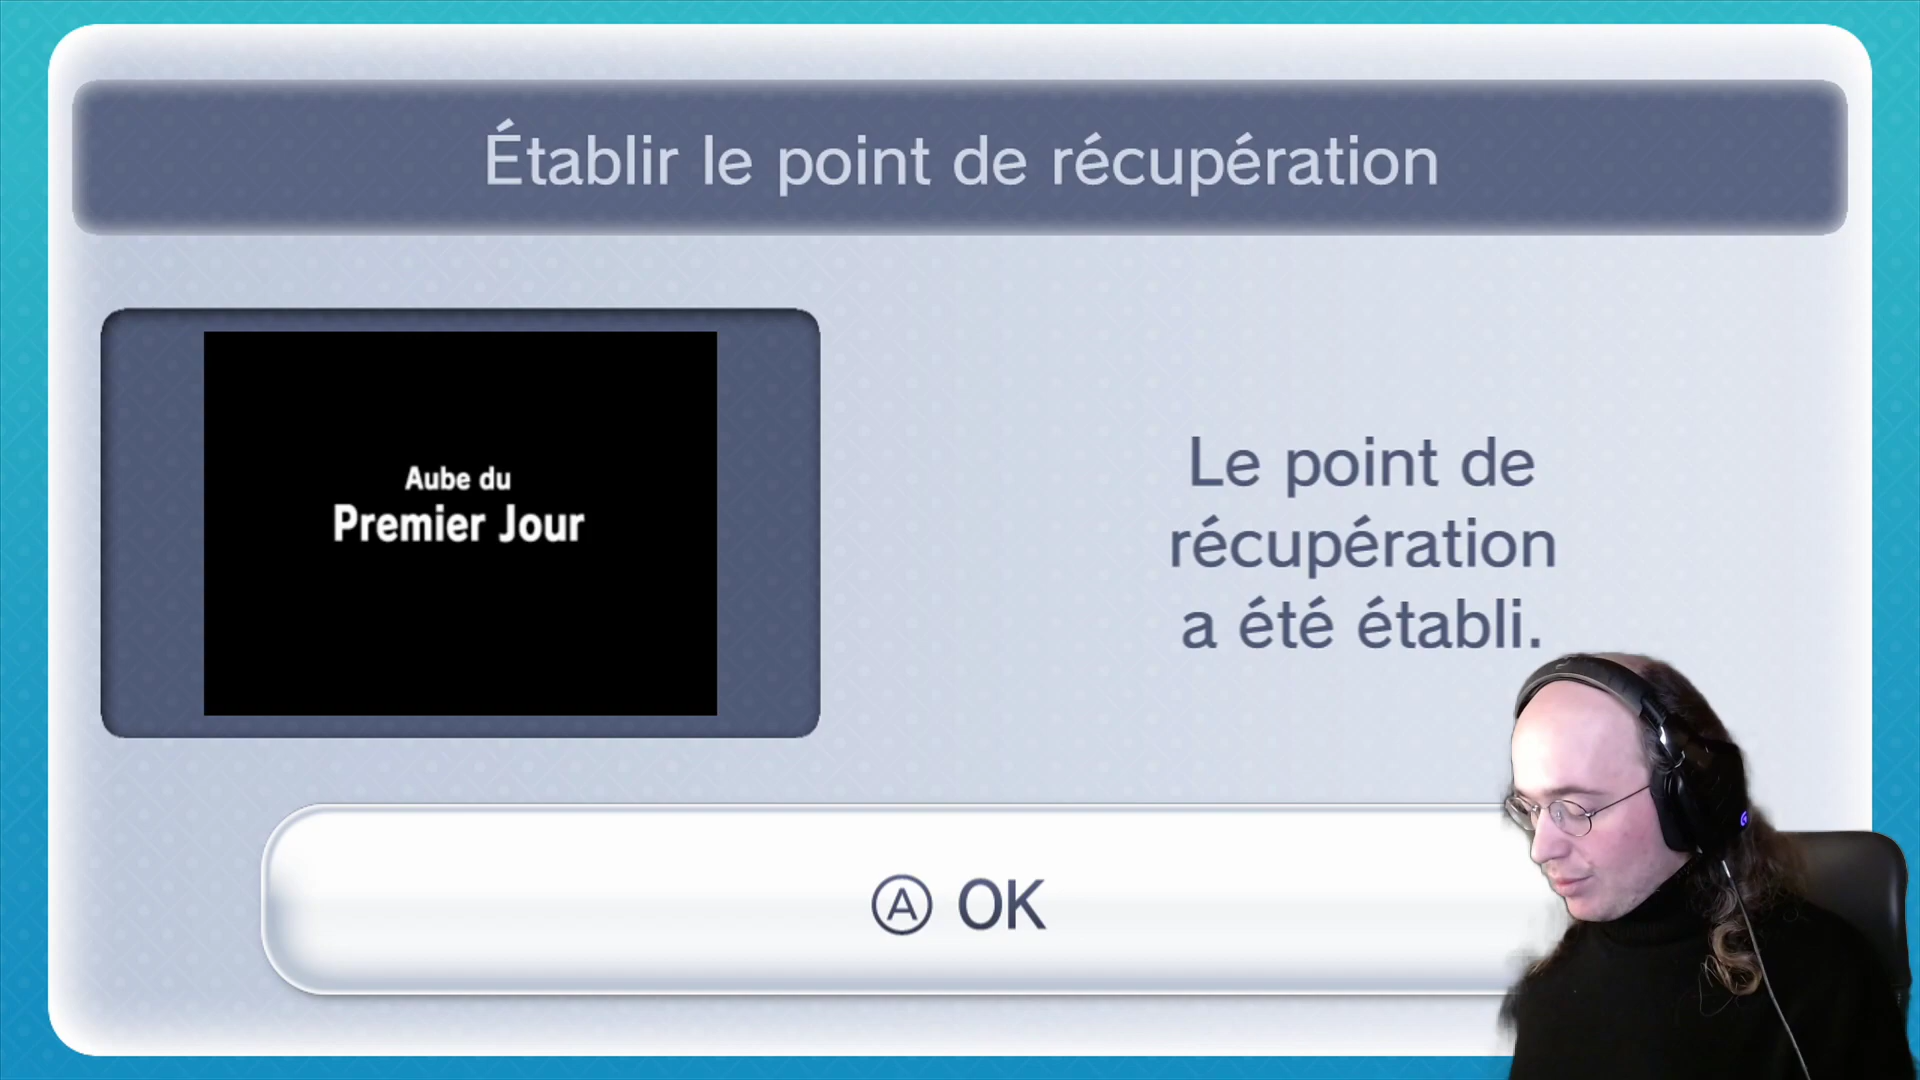 Établir le point de récupération
Aube du
Premier Jour
Le point de
récupération
a été établi.
Ⓐ OK